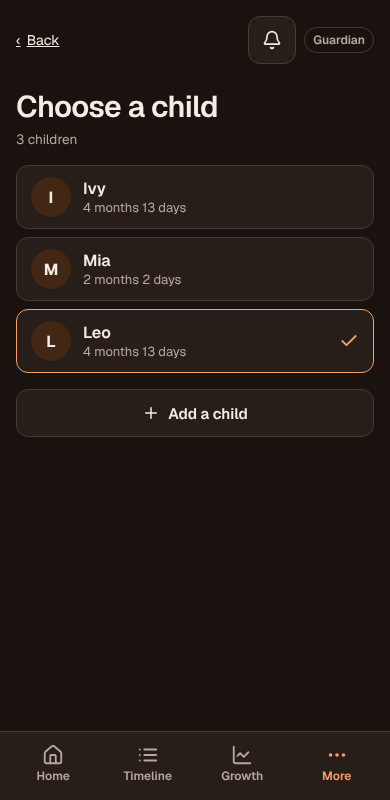 ‹ Back
Guardian
Choose a child
3 children
I
Ivy
4 months 13 days
M
Mia
2 months 2 days
L
Leo
4 months 13 days
+ Add a child
Home
Timeline
Growth
More